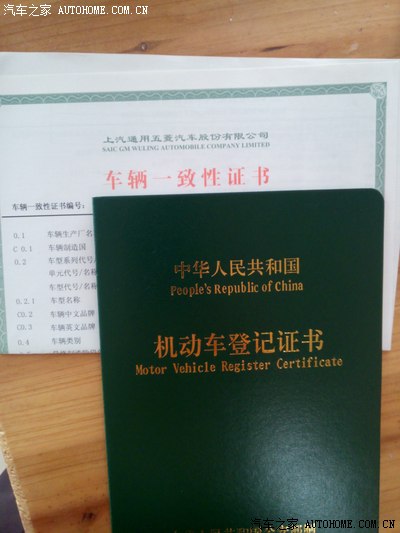 汽车之家 AUTOHOME.COM.CN
上汽通用五菱汽车股份有限公司
SAIC GM WULING AUTOMOBILE COMPANY LIMITED
车辆一致性证书
车辆一致性证书编号:
0.1 车辆生产厂名
C0.1 车辆制造国
0.2 车型系列代号/
单元代号/名称
车型代号/名称
0.2.1 车型名称
C0.2 车辆中文品牌
C0.3 车辆英文品牌
0.4 车辆类别
中华人民共和国
People's Republic of China
机动车登记证书
Motor Vehicle Register Certificate
汽车之家 AUTOHOME.COM.CN